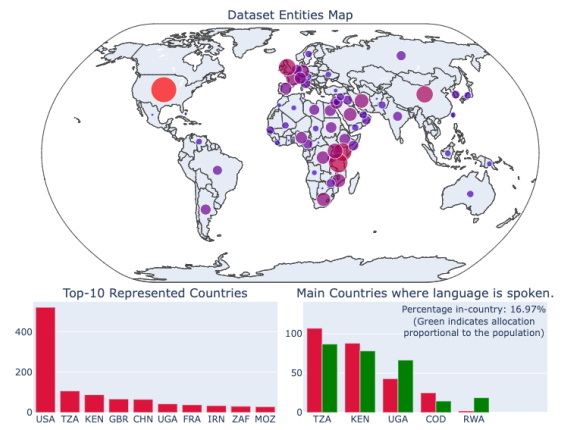 Dataset Entities Map
Top-10 Represented Countries
400
200
0
USA TZA KEN GBR CHN UGA FRA IRN ZAF MOZ
Main Countries where language is spoken.
Percentage in-country: 16.97%
(Green indicates allocation
proportional to the population)
100
50
0
TZA KEN UGA COD RWA